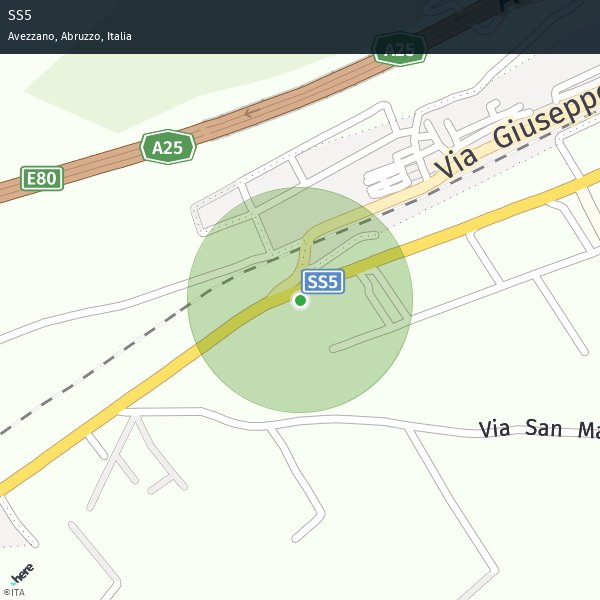 SS5
Avezzano, Abruzzo, Italia
A25
Via Giuseppe
A25
E80
SS5
Via San Ma
here
©ITA